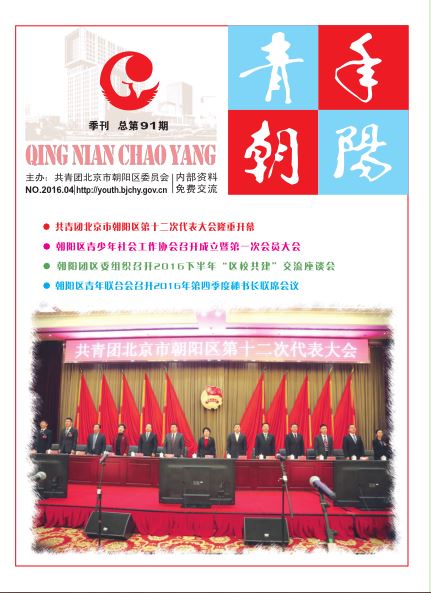 青年
朝陽
季刊 总第91期
QING NIAN CHAO YANG
主办：共青团北京市朝阳区委员会 内部资料
NO.2016.04 http://youth.bjchy.gov.cn 免费交流
共青团北京市朝阳区第十二次代表大会隆重开幕
朝阳区青少年社会工作协会召开成立暨第一次会员大会
朝阳团区委组织召开2016下半年“区校共建”交流座谈会
朝阳区青年联合会召开2016年第四季度秘书长联席会议
共青团北京市朝阳区第十二次代表大会